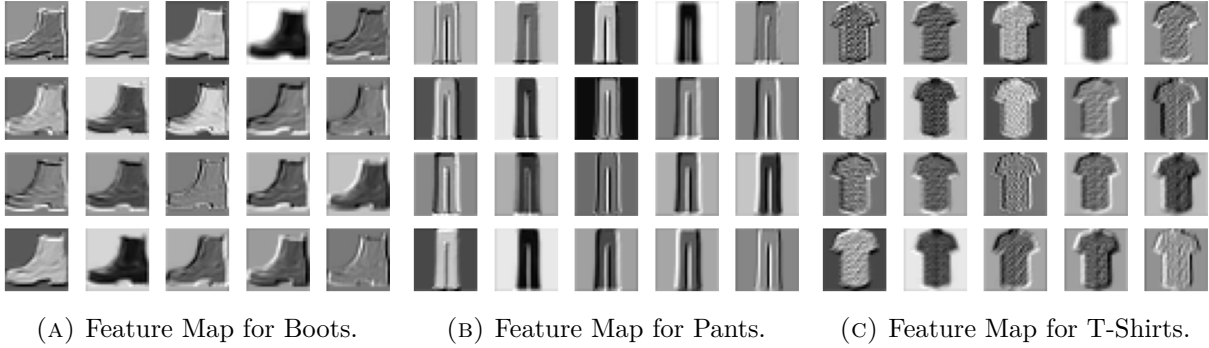 (A) Feature Map for Boots.
(B) Feature Map for Pants.
(C) Feature Map for T-Shirts.